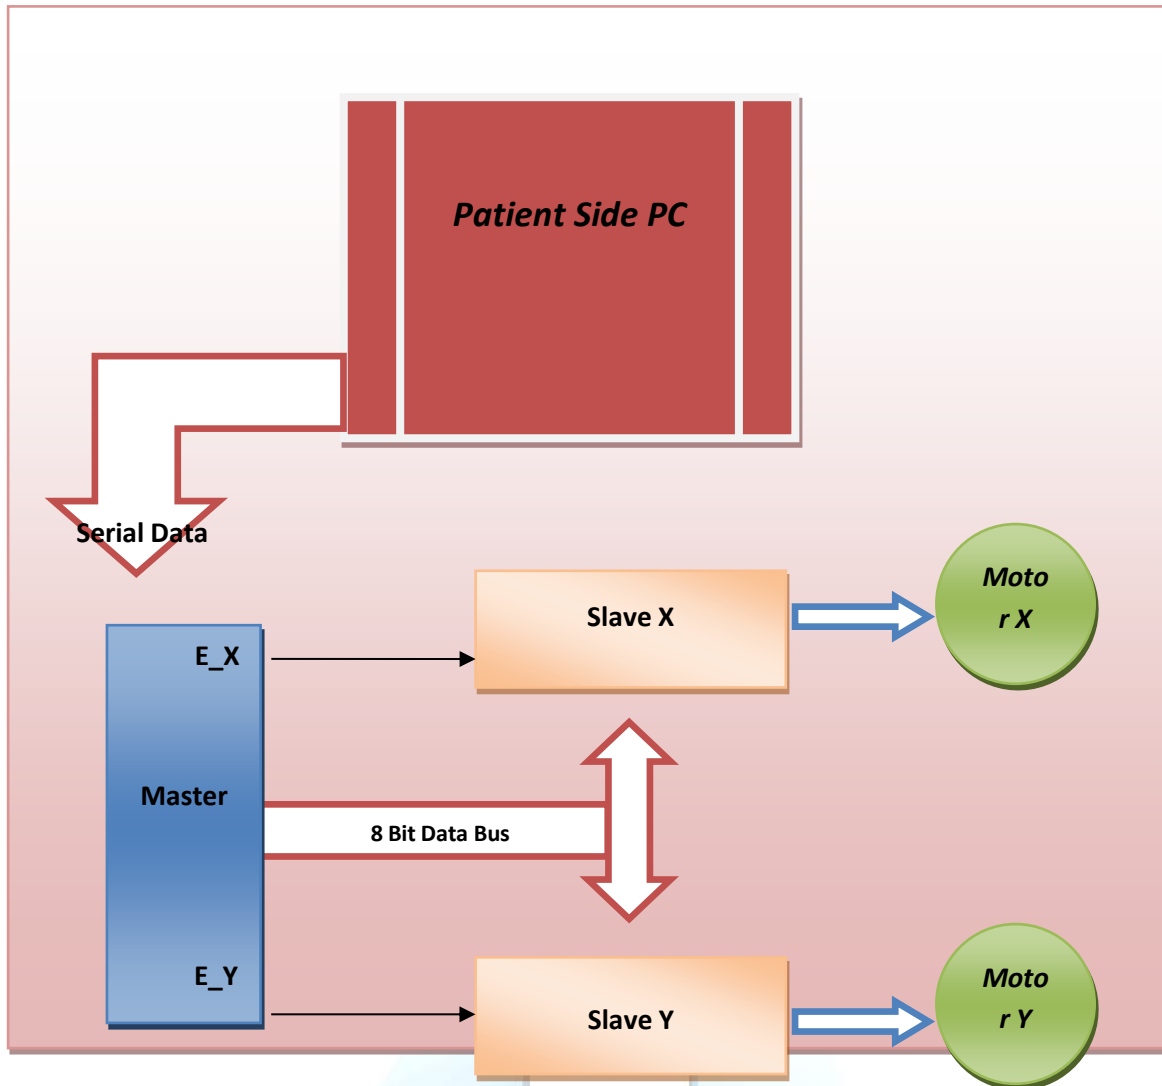 Patient Side PC
Serial Data
E_X
Slave X
Moto
r X
Master
8 Bit Data Bus
E_Y
Slave Y
Moto
r Y